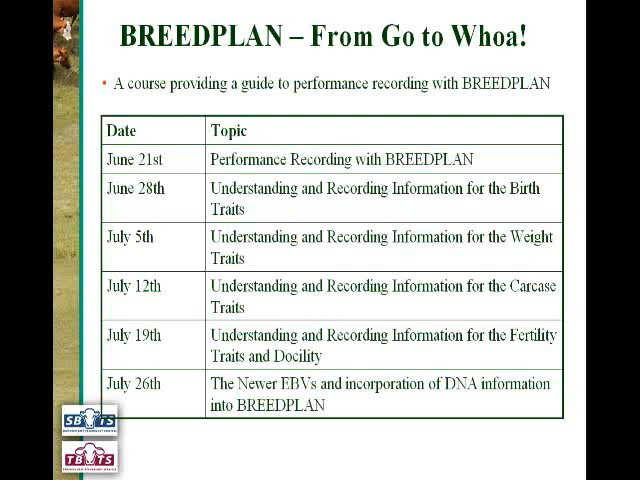 BREEDPLAN – From Go to Whoa!
• A course providing a guide to performance recording with BREEDPLAN
Date Topic
June 21st Performance Recording with BREEDPLAN
June 28th Understanding and Recording Information for the Birth
Traits
July 5th Understanding and Recording Information for the Weight
Traits
July 12th Understanding and Recording Information for the Carcase
Traits
July 19th Understanding and Recording Information for the Fertility
Traits and Docility
July 26th The Newer EBVs and incorporation of DNA information
into BREEDPLAN
SBTS
TBTS